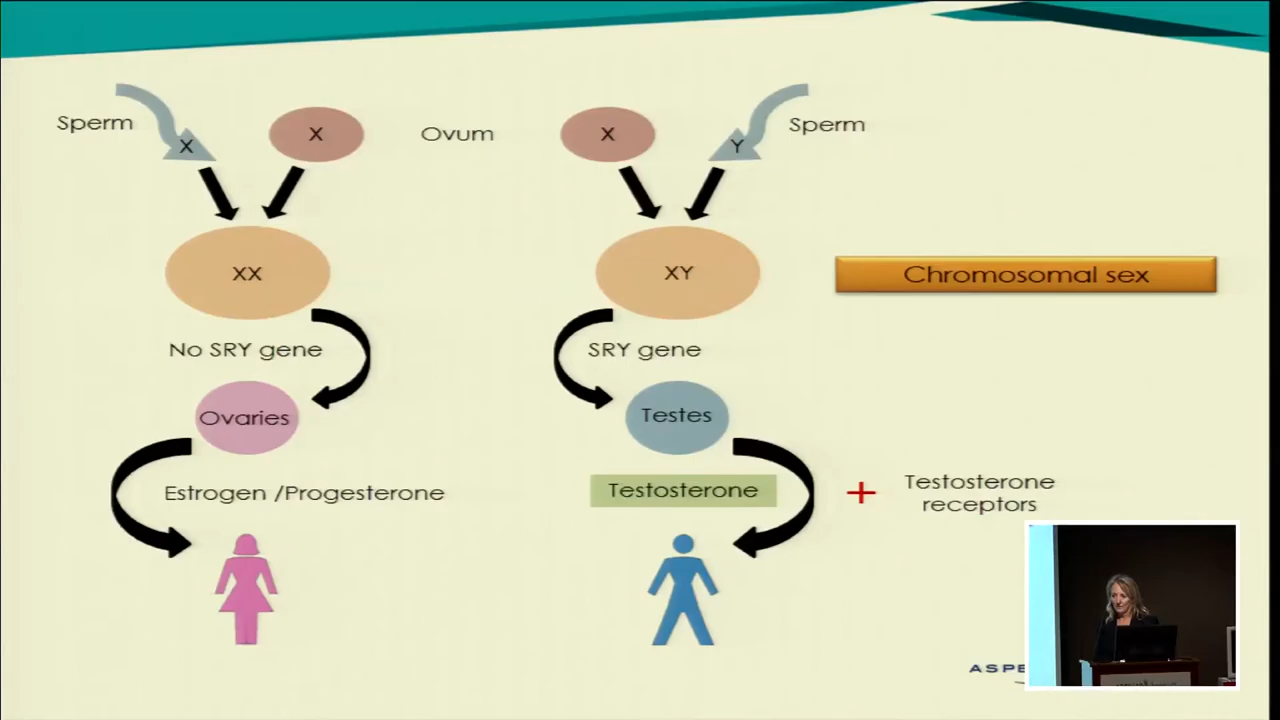 Sperm
X
X
Ovum
X
Y
Sperm
XX
XY
Chromosomal sex
No SRY gene
SRY gene
Ovaries
Testes
Estrogen /Progesterone
Testosterone
+
Testosterone
receptors